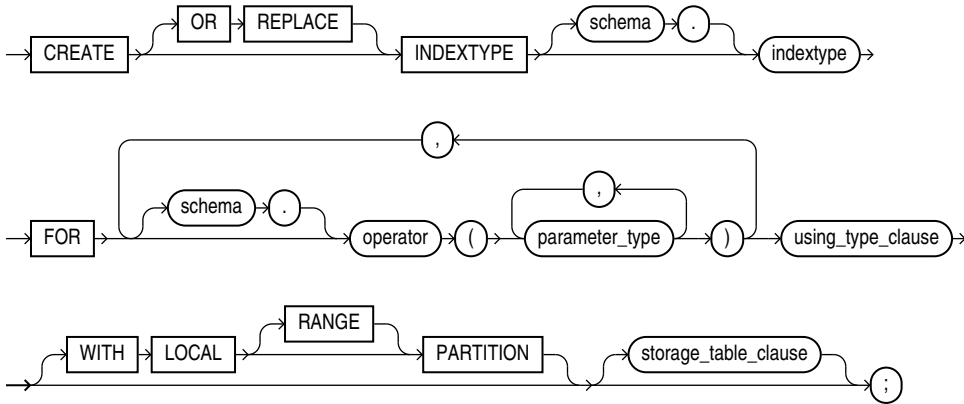 OR REPLACE schema .
CREATE INDEXTYPE indextype
,
schema . ,
FOR operator ( parameter_type ) using_type_clause
RANGE
WITH LOCAL PARTITION storage_table_clause
;